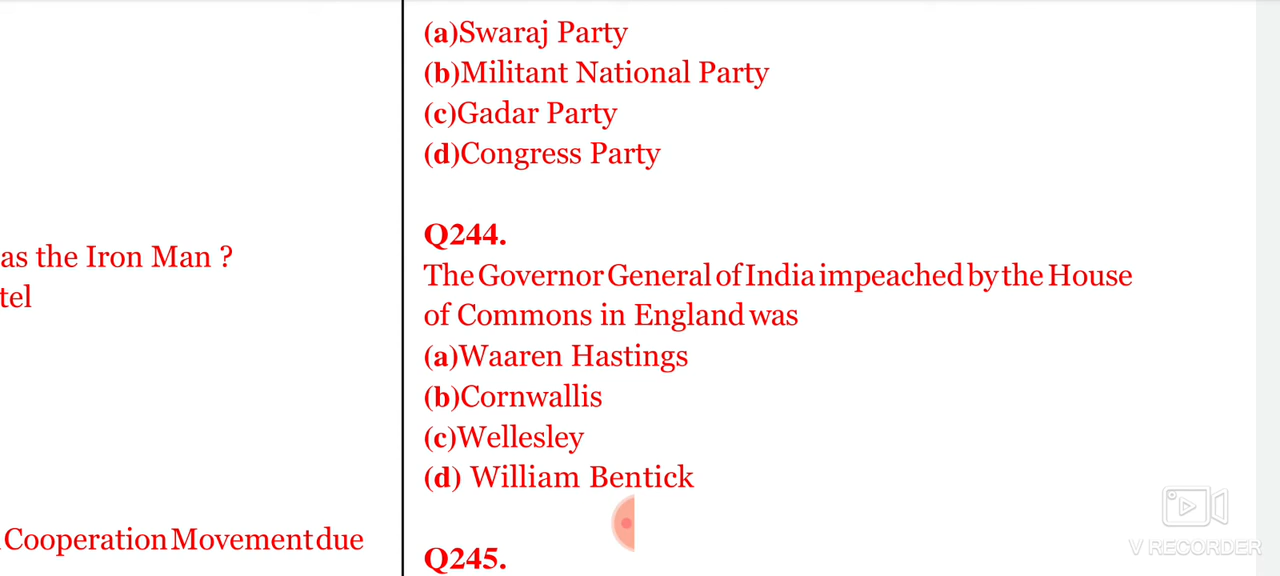 as the Iron Man ?
tel
Cooperation Movement due
(a)Swaraj Party
(b)Militant National Party
(c)Gadar Party
(d)Congress Party
Q244.
The Governor General of India impeached by the House
of Commons in England was
(a)Waaren Hastings
(b)Cornwallis
(c)Wellesley
(d) William Bentick
Q245.
V RECORDER